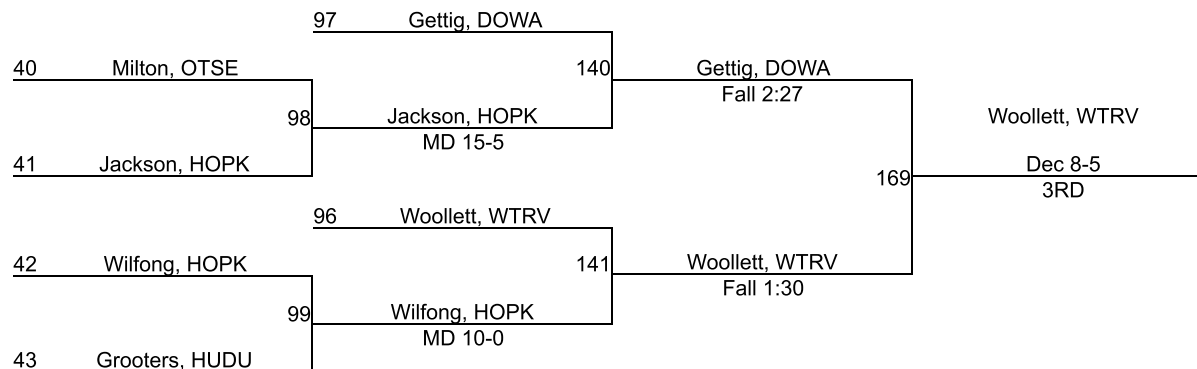 97 Gettig, DOWA
40 Milton, OTSE
140 Gettig, DOWA
Fall 2:27
98 Jackson, HOPK
MD 15-5
Woollett, WTRV
41 Jackson, HOPK
Dec 8-5
169
3RD
96 Woollett, WTRV
42 Wilfong, HOPK
141 Woollett, WTRV
Fall 1:30
99 Wilfong, HOPK
MD 10-0
43 Grooters, HUDU